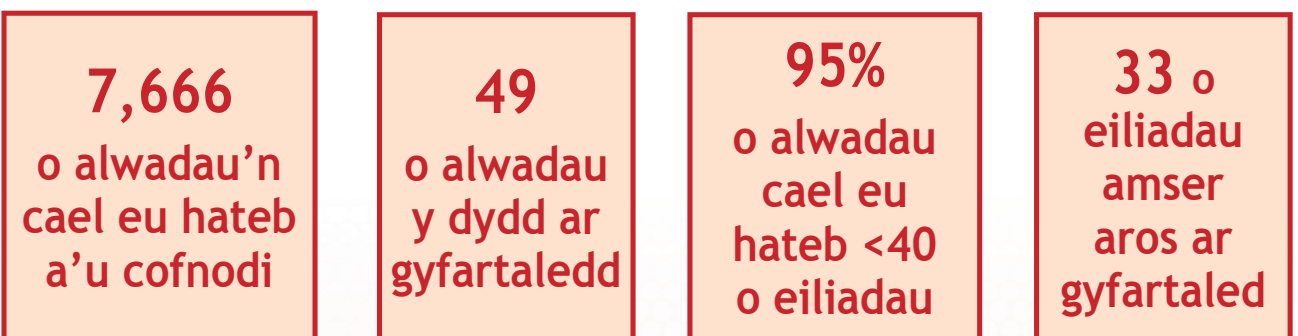 7,666
o alwadau’n
cael eu hateb
a’u cofnodi
49
o alwadau
y dydd ar
gyfartaledd
95%
o alwadau
cael eu
hateb <40
o eiliadau
33 o
eiliadau
amser
aros ar
gyfartaled